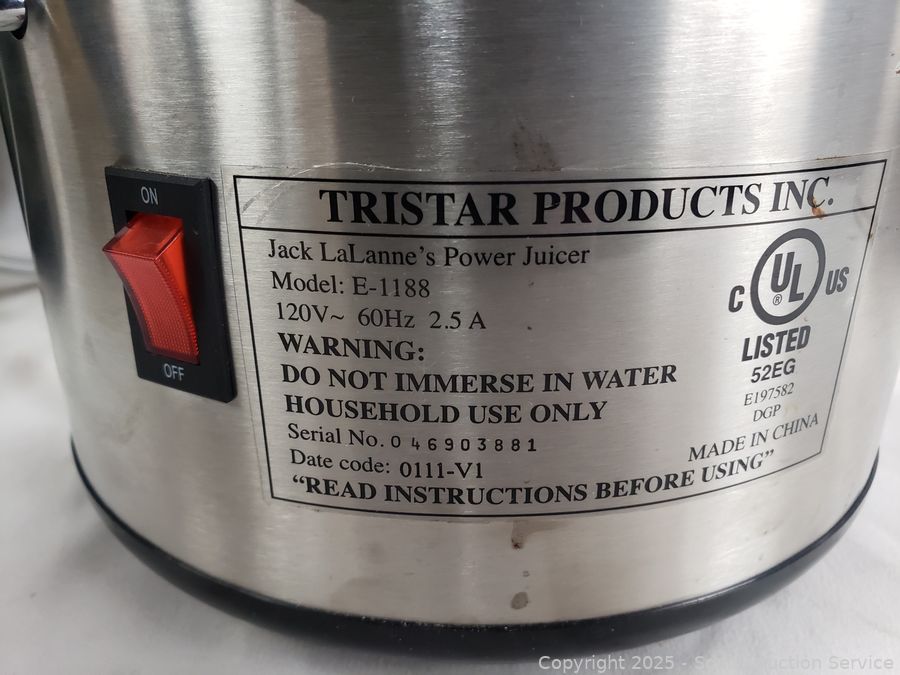 ON
OFF
TRISTAR PRODUCTS INC.
Jack LaLanne's Power Juicer
Model: E-1188
120V~ 60Hz 2.5 A
WARNING:
DO NOT IMMERSE IN WATER
HOUSEHOLD USE ONLY
Serial No. 046903881
Date code: 0111-V1
"READ INSTRUCTIONS BEFORE USING"
C UL ® US
LISTED
52EG
E197582
DGP
MADE IN CHINA
Copyright 2025 - Service